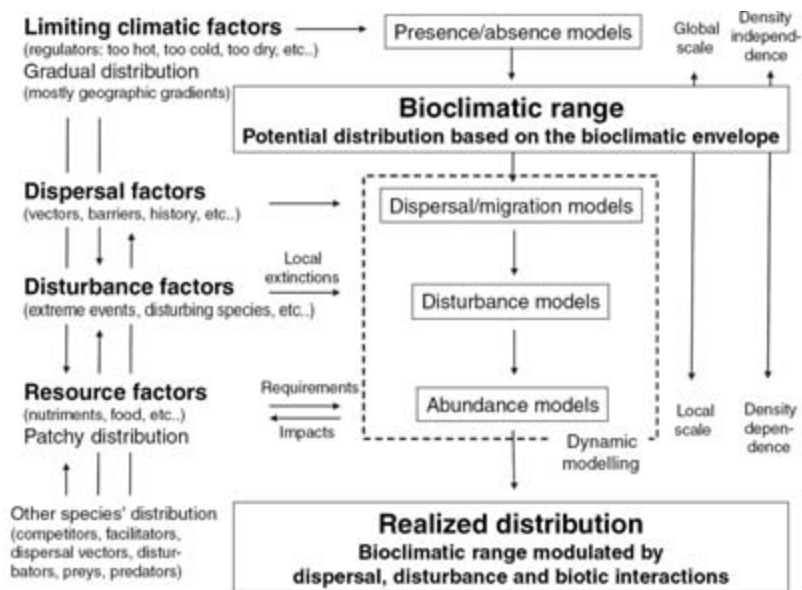 Limiting climatic factors
(regulators: too hot, too cold, too dry, etc..)
Gradual distribution
(mostly geographic gradients)
Presence/absence models
Global
scale
Density
independ-
dence
Bioclimatic range
Potential distribution based on the bioclimatic envelope
Dispersal factors
(vectors, barriers, history, etc..)
Dispersal/migration models
Local
extinctions
Disturbance factors
(extreme events, disturbing species, etc..)
Disturbance models
Resource factors
(nutriments, food, etc..)
Patchy distribution
Requirements
Impacts
Abundance models
Dynamic
modelling
Local
scale
Density
depen-
dence
Other species' distribution
(competitors, facilitators,
dispersal vectors, distur-
bators, preys, predators)
Realized distribution
Bioclimatic range modulated by
dispersal, disturbance and biotic interactions